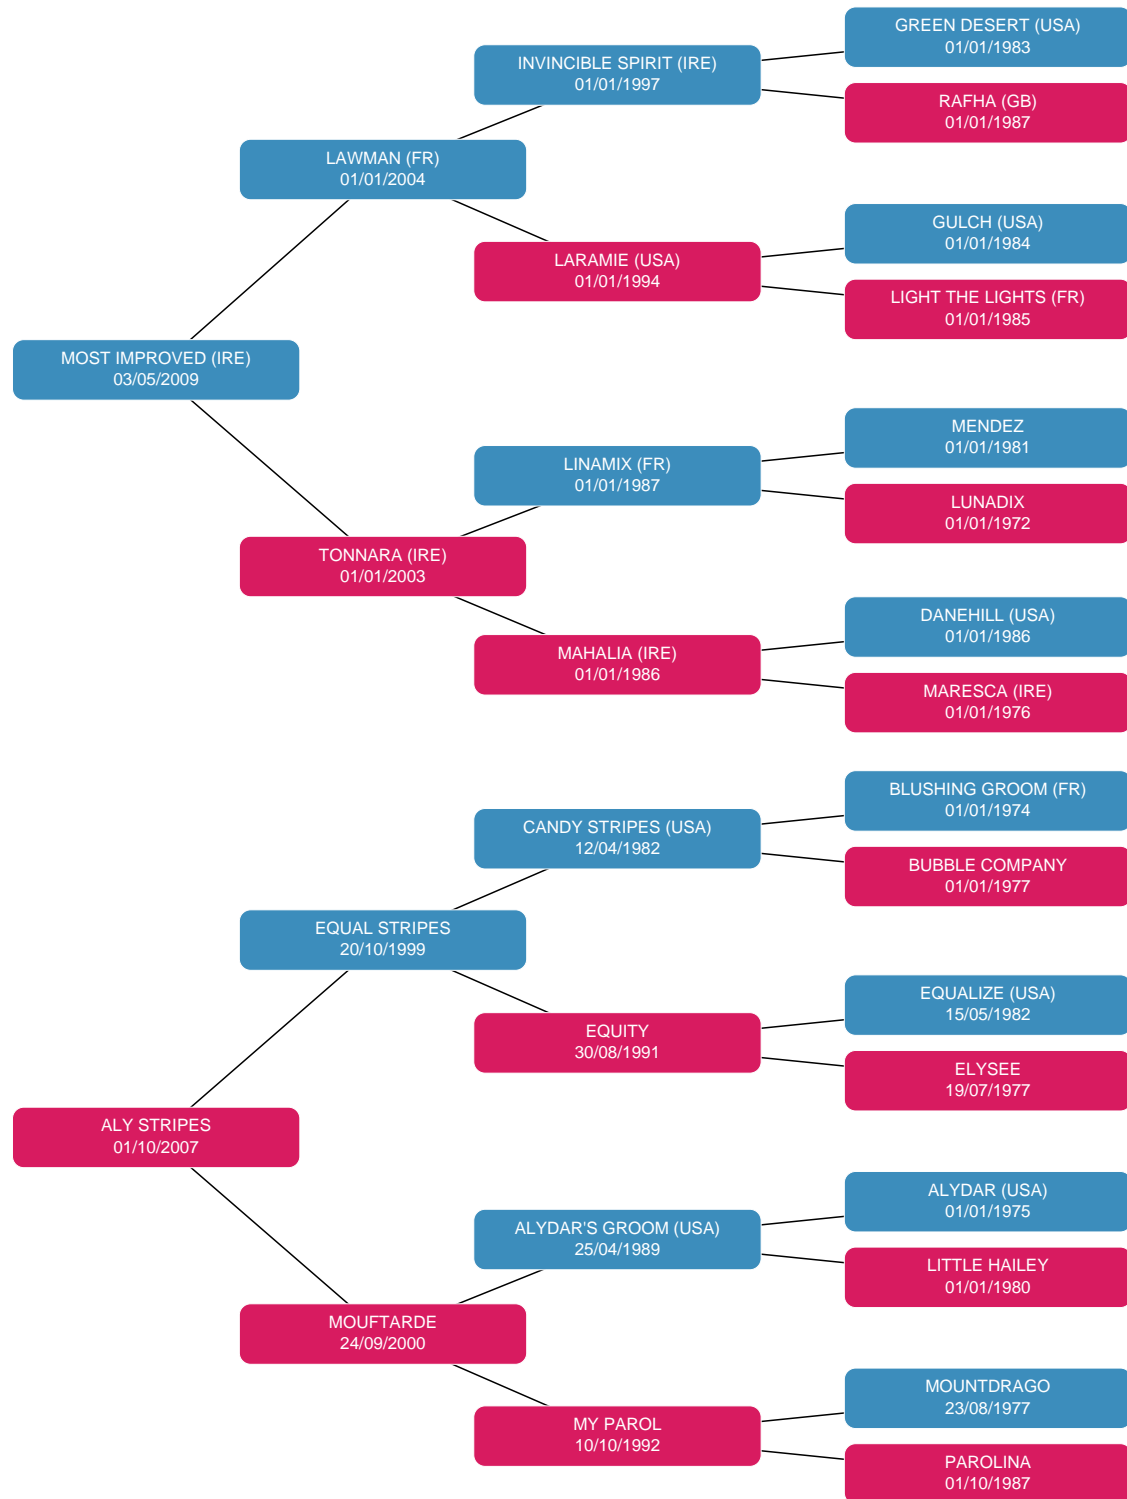 GREEN DESERT (USA)
01/01/1983
INVINCIBLE SPIRIT (IRE)
01/01/1997
RAFHA (GB)
01/01/1987
LAWMAN (FR)
01/01/2004
GULCH (USA)
01/01/1984
LARAMIE (USA)
01/01/1994
LIGHT THE LIGHTS (FR)
01/01/1985
MOST IMPROVED (IRE)
03/05/2009
MENDEZ
01/01/1981
LINAMIX (FR)
01/01/1987
LUNADIX
01/01/1972
TONNARA (IRE)
01/01/2003
DANEHILL (USA)
01/01/1986
MAHALIA (IRE)
01/01/1986
MARESCA (IRE)
01/01/1976
BLUSHING GROOM (FR)
01/01/1974
CANDY STRIPES (USA)
12/04/1982
BUBBLE COMPANY
01/01/1977
EQUAL STRIPES
20/10/1999
EQUALIZE (USA)
15/05/1982
EQUITY
30/08/1991
ELYSEE
19/07/1977
ALY STRIPES
01/10/2007
ALYDAR (USA)
01/01/1975
ALYDAR'S GROOM (USA)
25/04/1989
LITTLE HAILEY
01/01/1980
MOUFTARDE
24/09/2000
MOUNTDRAGO
23/08/1977
MY PAROL
10/10/1992
PAROLINA
01/10/1987